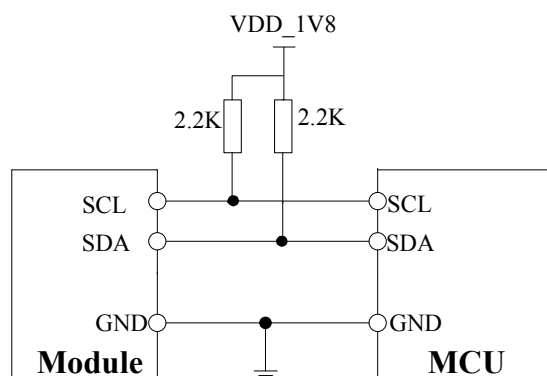 VDD_1V8
2.2K 2.2K
SCL SCL
SDA SDA
GND GND
Module MCU